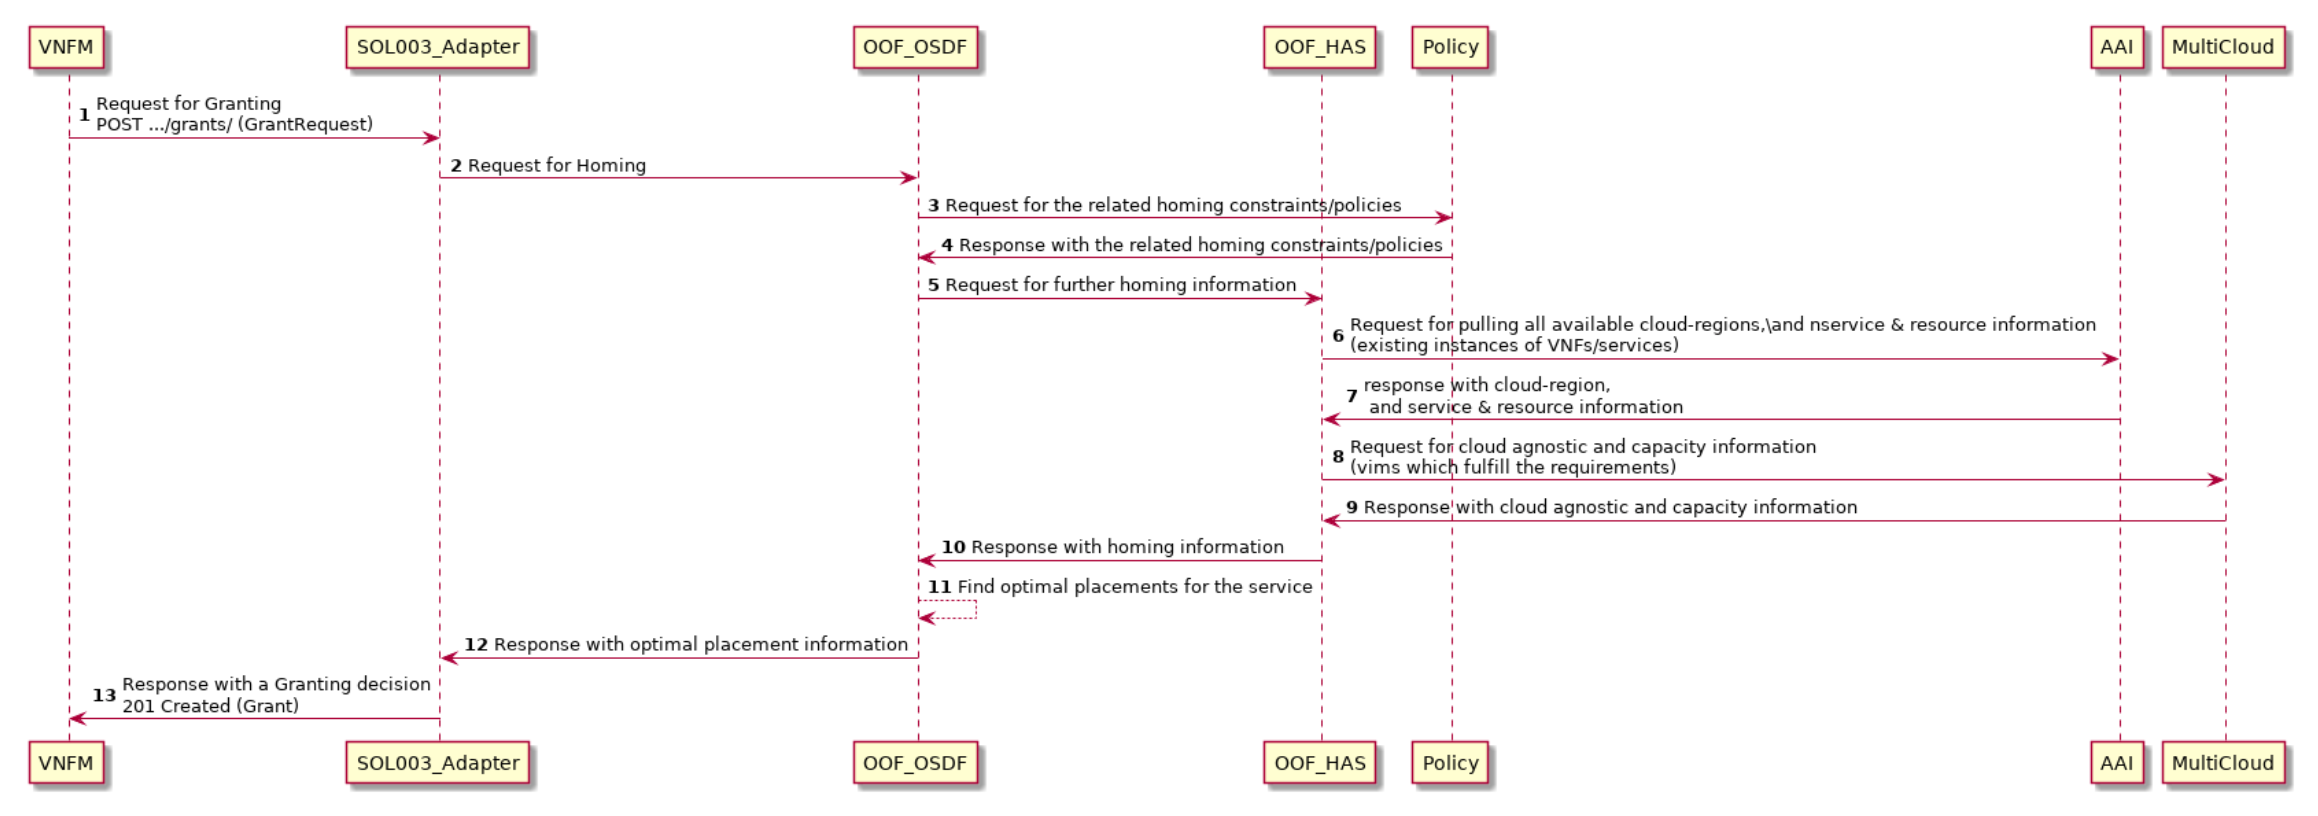 VNFM SOL003_Adapter OOF_OSDF OOF_HAS Policy AAI MultiCloud
1 Request for Granting
POST .../grants/ (GrantRequest)
2 Request for Homing
3 Request for the related homing constraints/policies
4 Response with the related homing constraints/policies
5 Request for further homing information
6 Request for pulling all available cloud-regions,\and nservice & resource information
(existing instances of VNFs/services)
7 response with cloud-region,
and service & resource information
8 Request for cloud agnostic and capacity information
(vims which fulfill the requirements)
9 Response with cloud agnostic and capacity information
10 Response with homing information
11 Find optimal placements for the service
12 Response with optimal placement information
13 Response with a Granting decision
201 Created (Grant)
VNFM SOL003_Adapter OOF_OSDF OOF_HAS Policy AAI MultiCloud